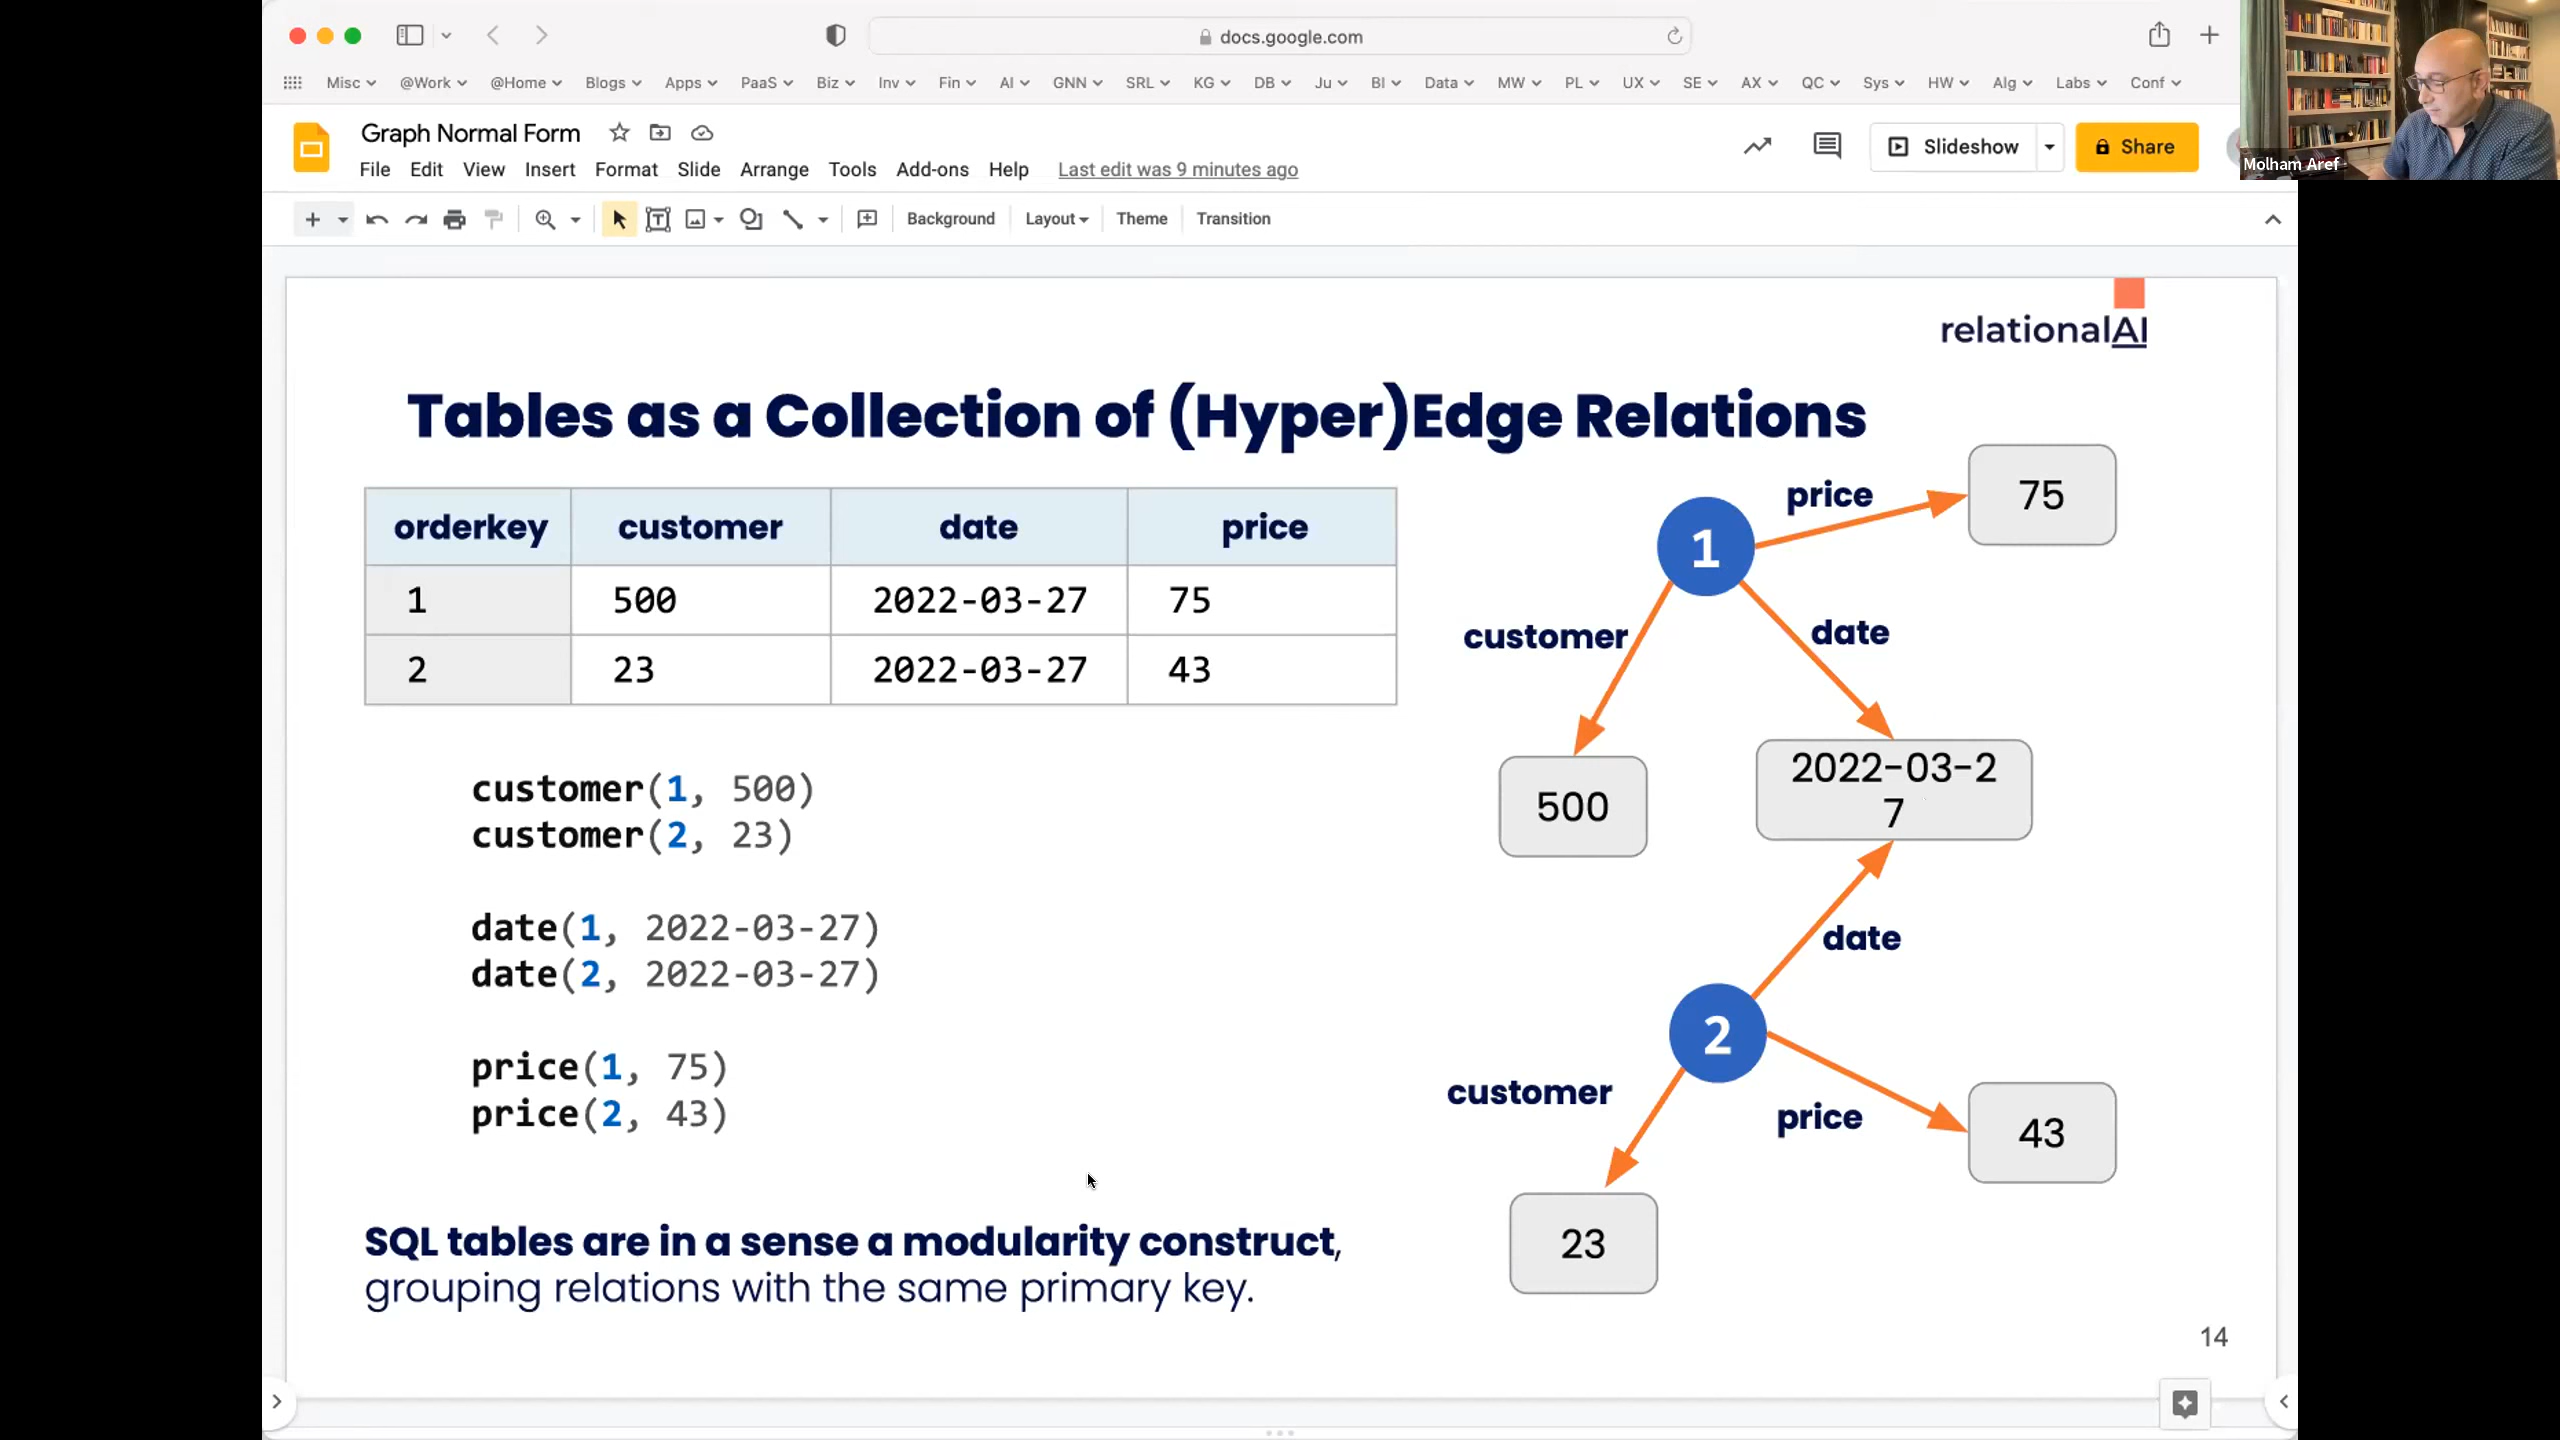 docs.google.com
Misc @Work @Home Blogs Apps PaaS Biz Inv Fin AI GNN SRL KG DB Ju BI Data MW PL UX SE AX QC Sys HW Alg Labs Conf
Molham Aref
Graph Normal Form
File Edit View Insert Format Slide Arrange Tools Add-ons Help Last edit was 9 minutes ago
Slideshow
Share
Background Layout Theme Transition
relationalAI
Tables as a Collection of (Hyper)Edge Relations
orderkey customer date price
1 500 2022-03-27 75
2 23 2022-03-27 43
customer(1, 500)
customer(2, 23)
date(1, 2022-03-27)
date(2, 2022-03-27)
price(1, 75)
price(2, 43)
SQL tables are in a sense a modularity construct,
grouping relations with the same primary key.
1
price
75
customer
date
500
2022-03-2
7
date
2
customer
price
43
23
14